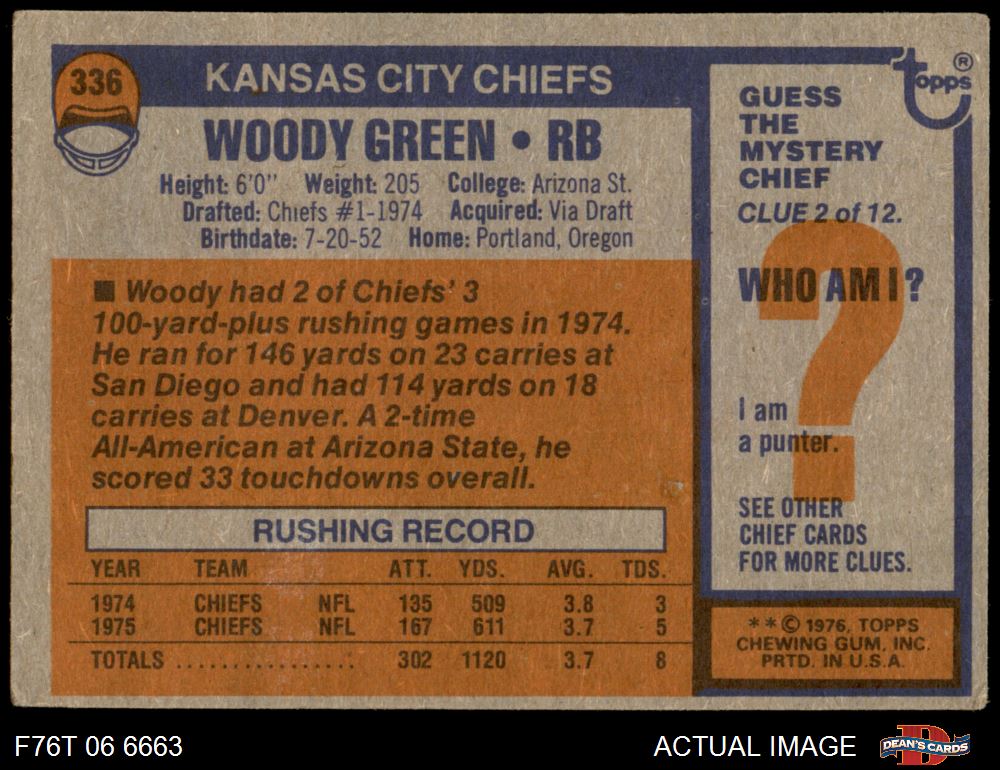 336
KANSAS CITY CHIEFS
WOODY GREEN • RB
Height: 6'0" Weight: 205 College: Arizona St.
Drafted: Chiefs #1-1974 Acquired: Via Draft
Birthdate: 7-20-52 Home: Portland, Oregon
■ Woody had 2 of Chiefs' 3
100-yard-plus rushing games in 1974.
He ran for 146 yards on 23 carries at
San Diego and had 114 yards on 18
carries at Denver. A 2-time
All-American at Arizona State, he
scored 33 touchdowns overall.
RUSHING RECORD
YEAR TEAM ATT. YDS. AVG. TDS.
1974 CHIEFS NFL 135 509 3.8 3
1975 CHIEFS NFL 167 611 3.7 5
TOTALS ................ 302 1120 3.7 8
topps ®
GUESS
THE
MYSTERY
CHIEF
CLUE 2 of 12.
?
WHO AM I?
I am
a punter.
SEE OTHER
CHIEF CARDS
FOR MORE CLUES.
**© 1976, TOPPS
CHEWING GUM, INC.
PRTD. IN U.S.A.
F76T 06 6663
ACTUAL IMAGE
D
DEAN'S CARDS